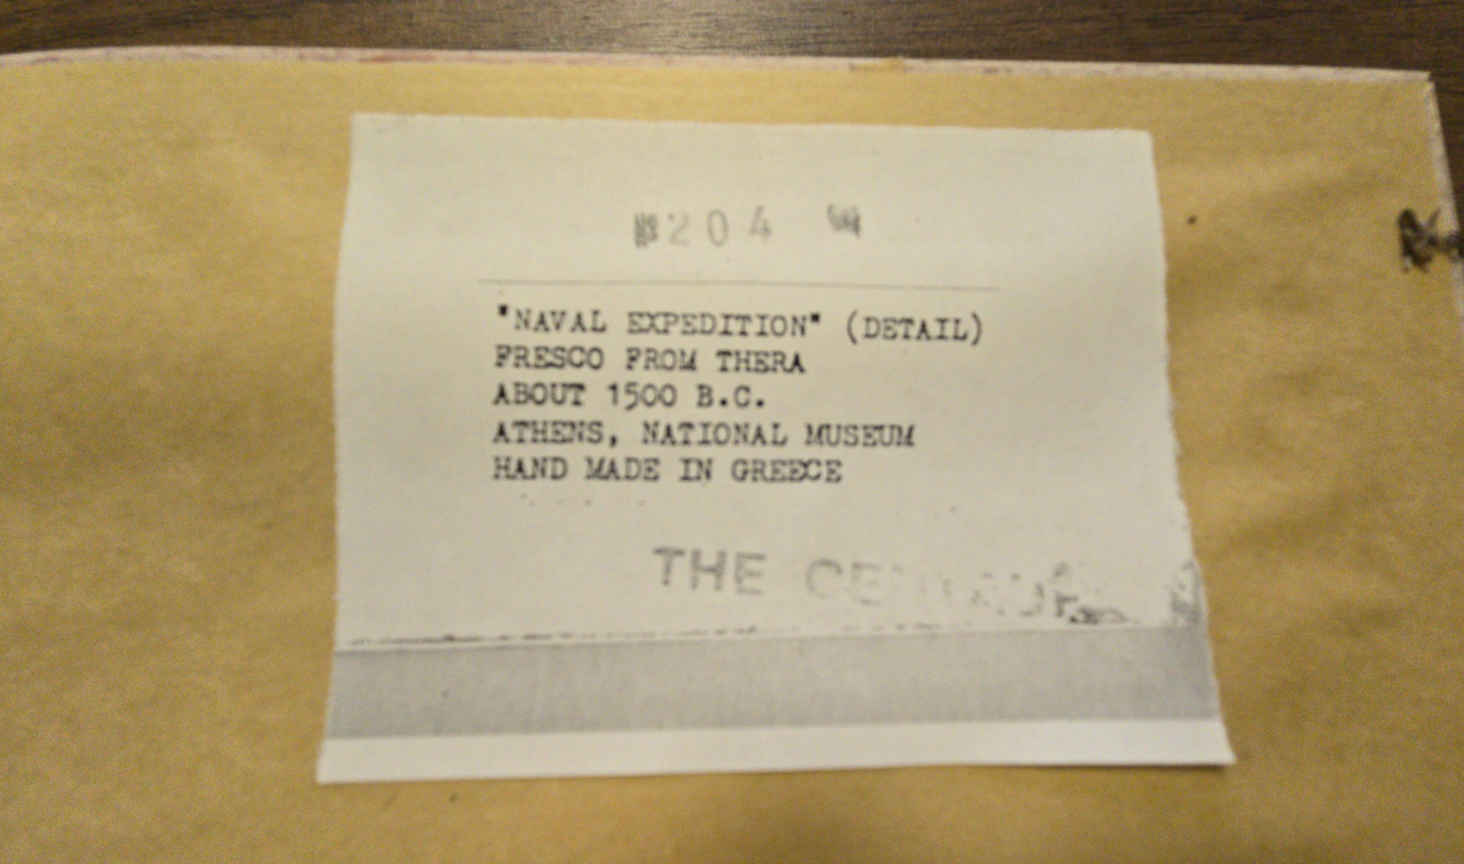 204
"NAVAL EXPEDITION" (DETAIL)
FRESCO FROM THERA
ABOUT 1500 B.C.
ATHENS, NATIONAL MUSEUM
HAND MADE IN GREECE
THE